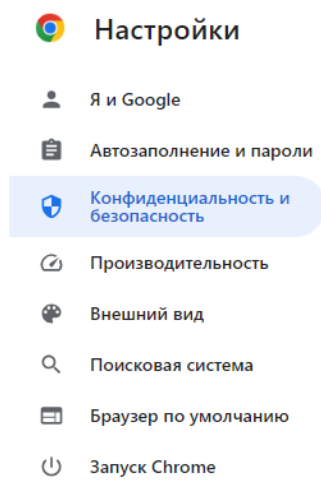 Настройки
Я и Google
Автозаполнение и пароли
Конфиденциальность и
безопасность
Производительность
Внешний вид
Поисковая система
Браузер по умолчанию
Запуск Chrome